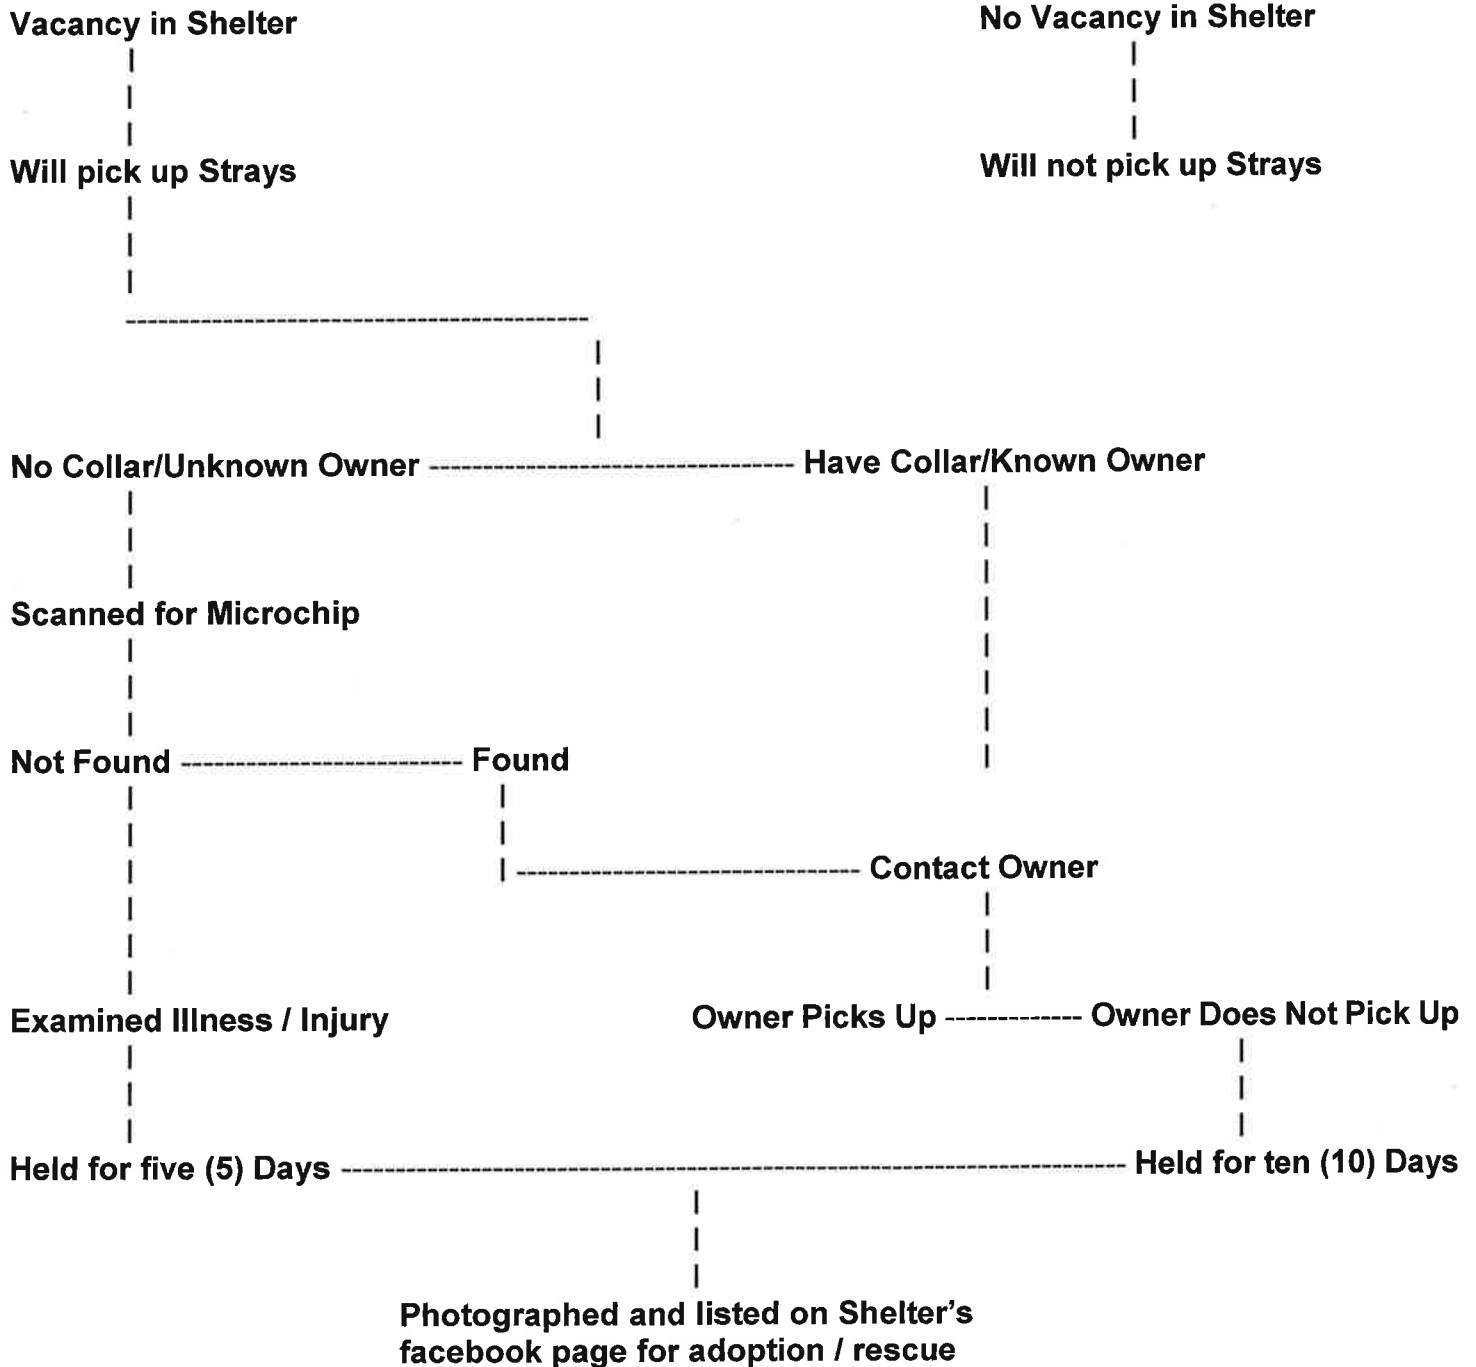 Vacancy in Shelter
No Vacancy in Shelter
Will pick up Strays
Will not pick up Strays
No Collar/Unknown Owner
Have Collar/Known Owner
Scanned for Microchip
Not Found
Found
Contact Owner
Examined Illness / Injury
Owner Picks Up
Owner Does Not Pick Up
Held for five (5) Days
Held for ten (10) Days
Photographed and listed on Shelter's
facebook page for adoption / rescue